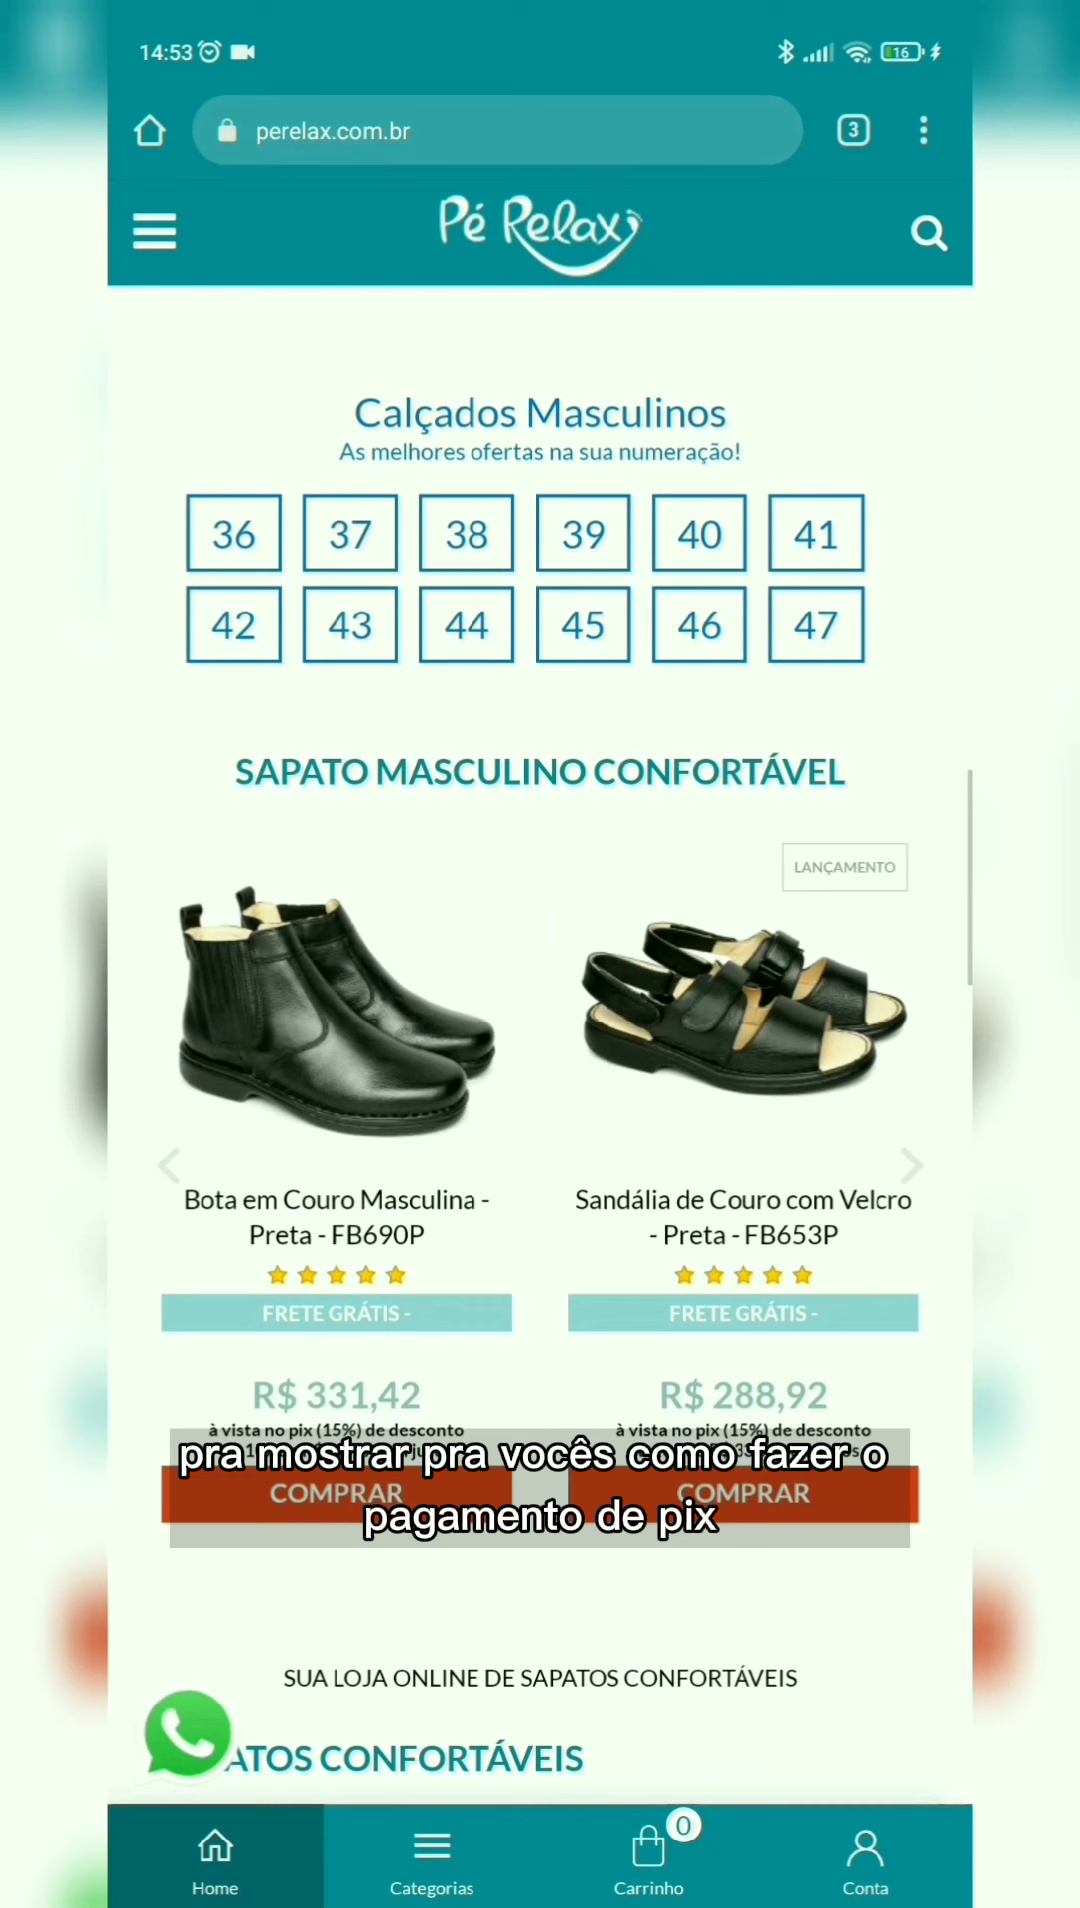 14:53
16
perelax.com.br
3
Pé Relax
Calçados Masculinos
As melhores ofertas na sua numeração!
36 37 38 39 40 41
42 43 44 45 46 47
SAPATO MASCULINO CONFORTÁVEL
LANÇAMENTO
Bota em Couro Masculina -
Preta - FB690P
FRETE GRÁTIS -
R$ 331,42
à vista no pix (15%) de desconto
COMPRAR
Sandália de Couro com Velcro
- Preta - FB653P
FRETE GRÁTIS -
R$ 288,92
à vista no pix (15%) de desconto
COMPRAR
pra mostrar pra vocês como fazer o
pagamento de pix
SUA LOJA ONLINE DE SAPATOS CONFORTÁVEIS
ATOS CONFORTÁVEIS
0
Home Categorias Carrinho Conta